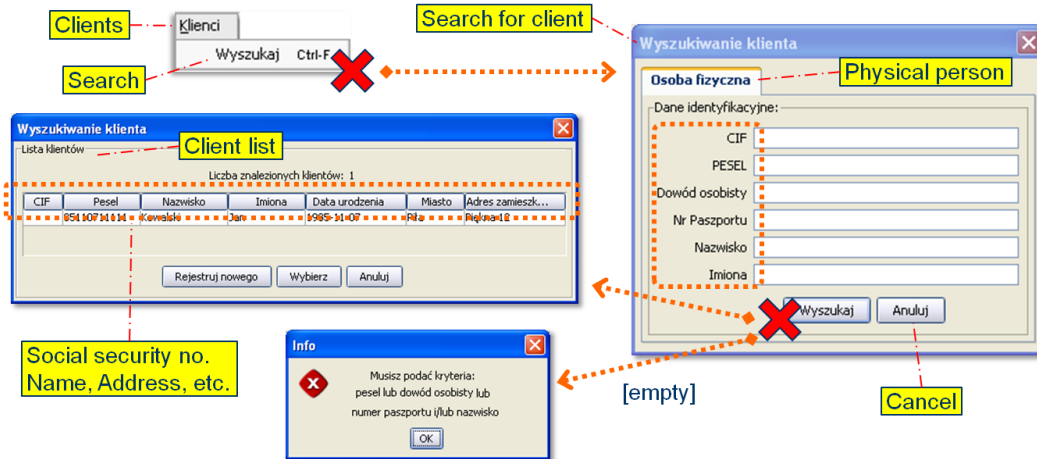 Clients
Klienci
Wyszukaj Ctrl-F
Search
Search for client
Wyszukiwanie klienta
Osoba fizyczna
Physical person
Dane identyfikacyjne:
CIF
PESEL
Dowód osobisty
Nr Paszportu
Nazwisko
Imiona
Wyszukaj Anuluj
Cancel
Wyszukiwanie klienta
Lista klientów
Client list
Liczba znalezionych klientów: 1
CIF Pesel Nazwisko Imiona Data urodzenia Miasto Adres zamieszk...
85110711111 Kowalski Jan 1985-11-07 Piła Piękna 12
Rejestruj nowego Wybierz Anuluj
Social security no.
Name, Address, etc.
Info
Musisz podać kryteria:
pesel lub dowód osobisty lub
numer paszportu i/lub nazwisko
OK
[empty]